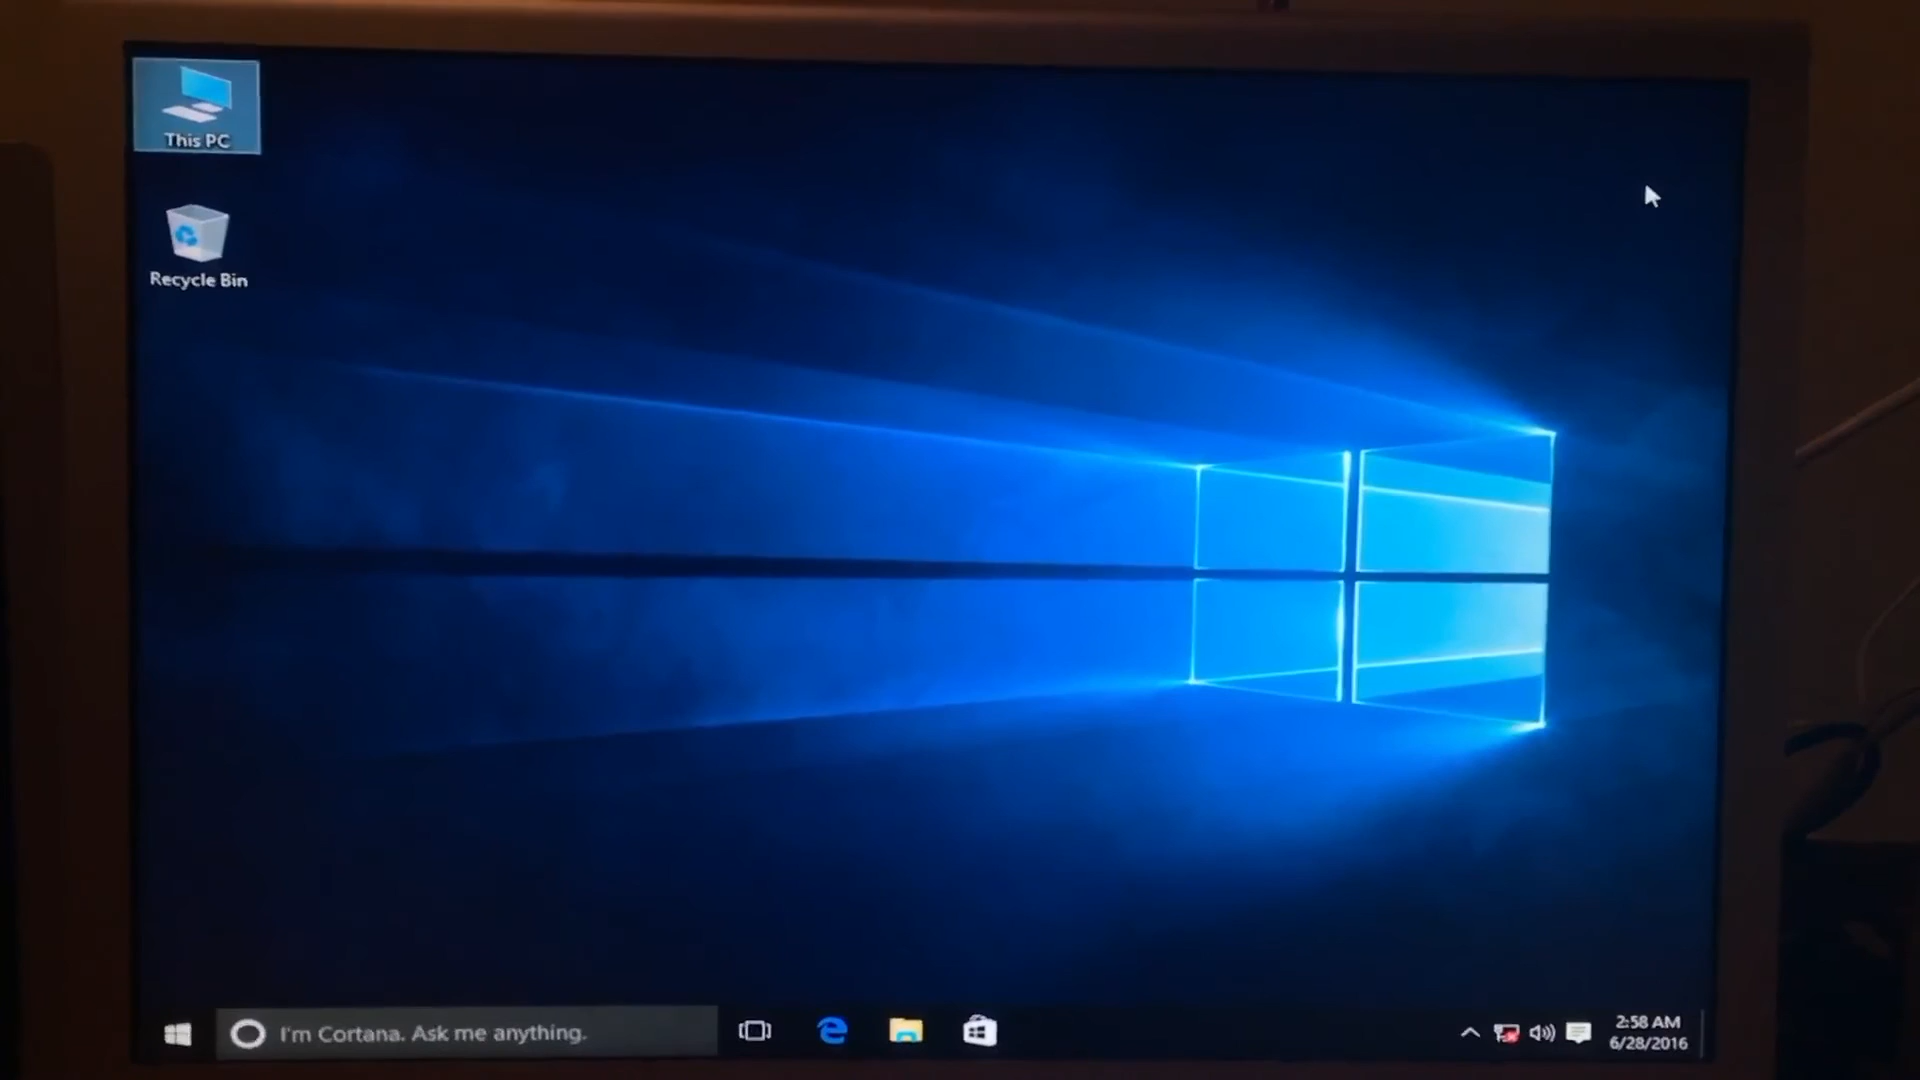 This PC
Recycle Bin
I'm Cortana. Ask me anything.
2:58 AM
6/28/2016